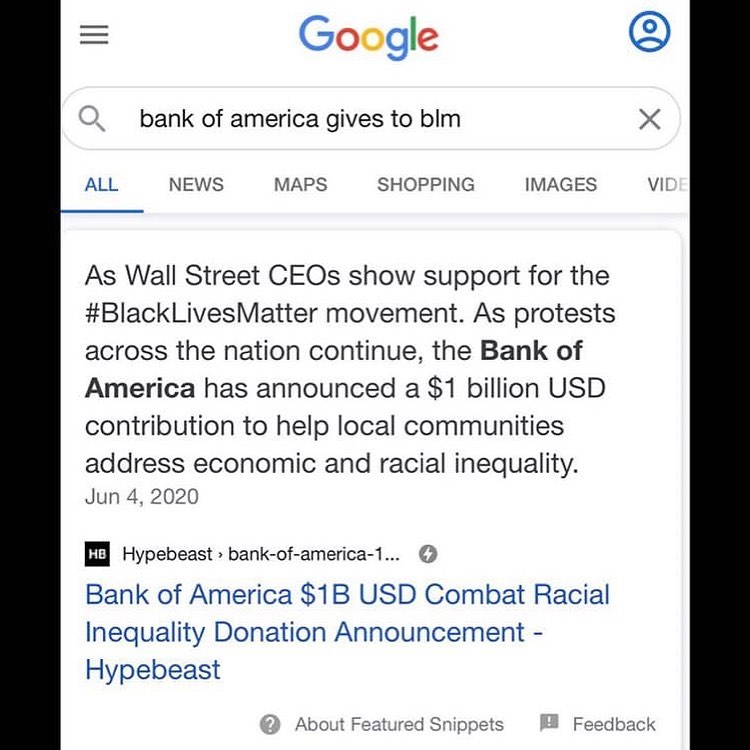 Google
bank of america gives to blm
ALL NEWS MAPS SHOPPING IMAGES VIDE
As Wall Street CEOs show support for the
#BlackLivesMatter movement. As protests
across the nation continue, the Bank of
America has announced a $1 billion USD
contribution to help local communities
address economic and racial inequality.
Jun 4, 2020
HB Hypebeast › bank-of-america-1...
Bank of America $1B USD Combat Racial
Inequality Donation Announcement -
Hypebeast
About Featured Snippets Feedback